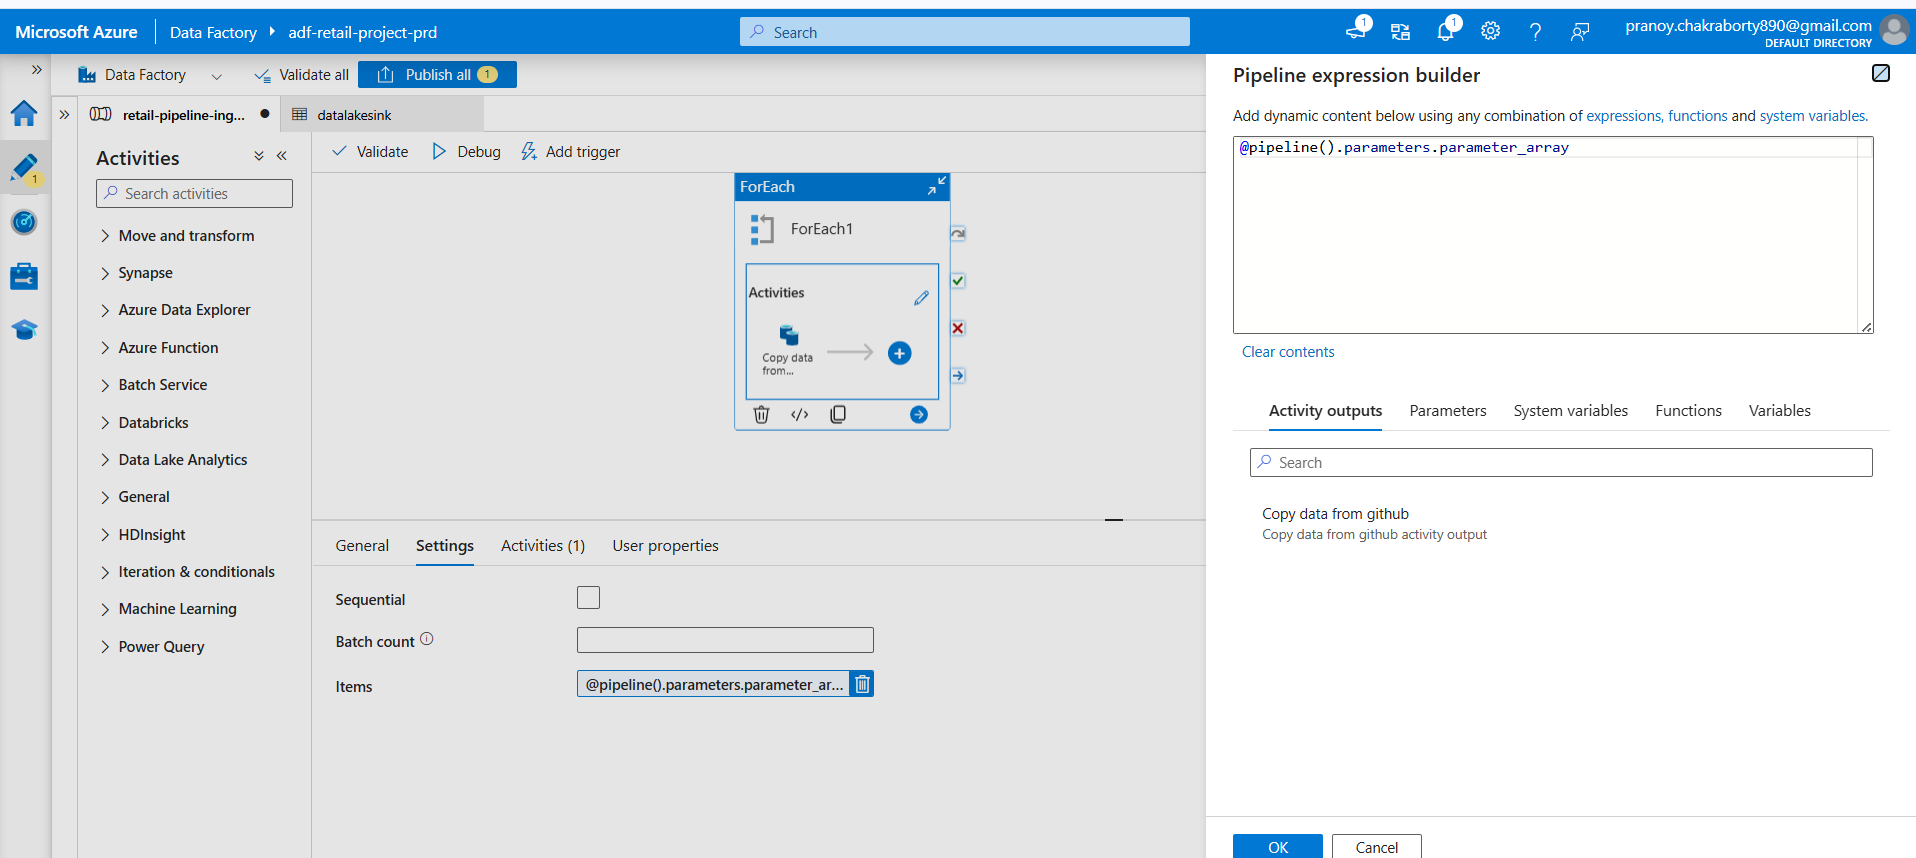 Microsoft Azure
Data Factory
adf-retail-project-prd
Search
1
1
pranoy.chakraborty890@gmail.com
DEFAULT DIRECTORY
Data Factory
Validate all
Publish all 1
retail-pipeline-ing...
datalakesink
1
Activities
Search activities
Move and transform
Synapse
Azure Data Explorer
Azure Function
Batch Service
Databricks
Data Lake Analytics
General
HDInsight
Iteration & conditionals
Machine Learning
Power Query
Validate
Debug
Add trigger
ForEach
ForEach1
Activities
Copy data
from...
General
Settings
Activities (1)
User properties
Sequential
Batch count
Items
@pipeline().parameters.parameter_ar...
Pipeline expression builder
Add dynamic content below using any combination of expressions, functions and system variables.
@pipeline().parameters.parameter_array
Clear contents
Activity outputs
Parameters
System variables
Functions
Variables
Search
Copy data from github
Copy data from github activity output
OK
Cancel